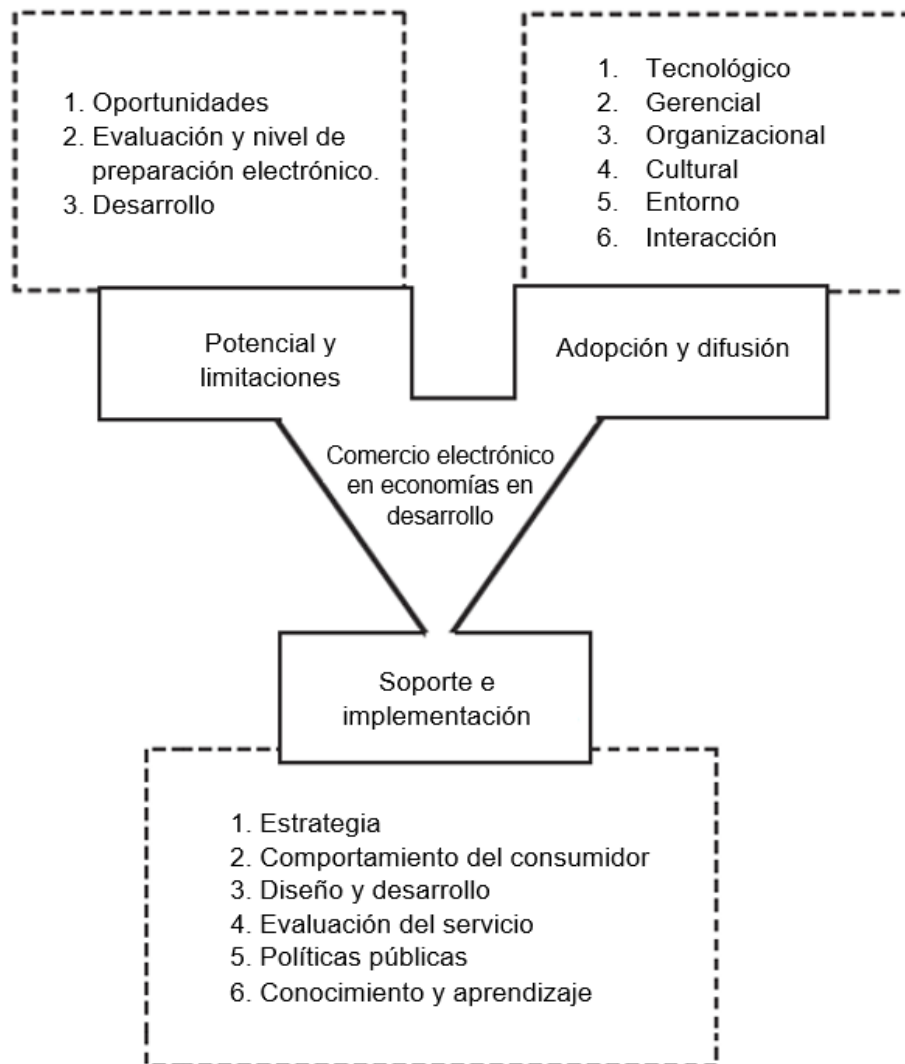 1. Oportunidades
2. Evaluación y nivel de
preparación electrónico.
3. Desarrollo
1. Tecnológico
2. Gerencial
3. Organizacional
4. Cultural
5. Entorno
6. Interacción
Potencial y
limitaciones
Adopción y difusión
Comercio electrónico
en economías en
desarrollo
Soporte e
implementación
1. Estrategia
2. Comportamiento del consumidor
3. Diseño y desarrollo
4. Evaluación del servicio
5. Políticas públicas
6. Conocimiento y aprendizaje